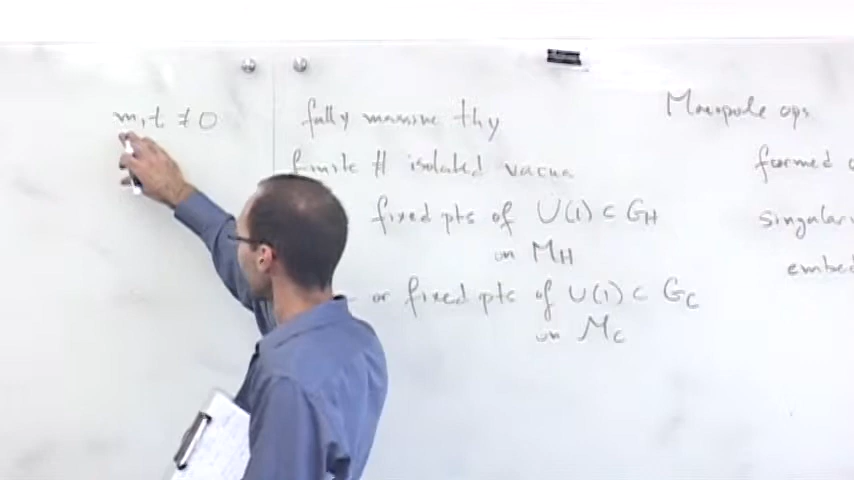 m, t ≠ 0
fully massive thy
finite # isolated vacua
fixed pts of U(1) ⊂ G_H
on M_H
or fixed pts of U(1) ⊂ G_C
on M_C
Monopole ops
formed
singular
embed